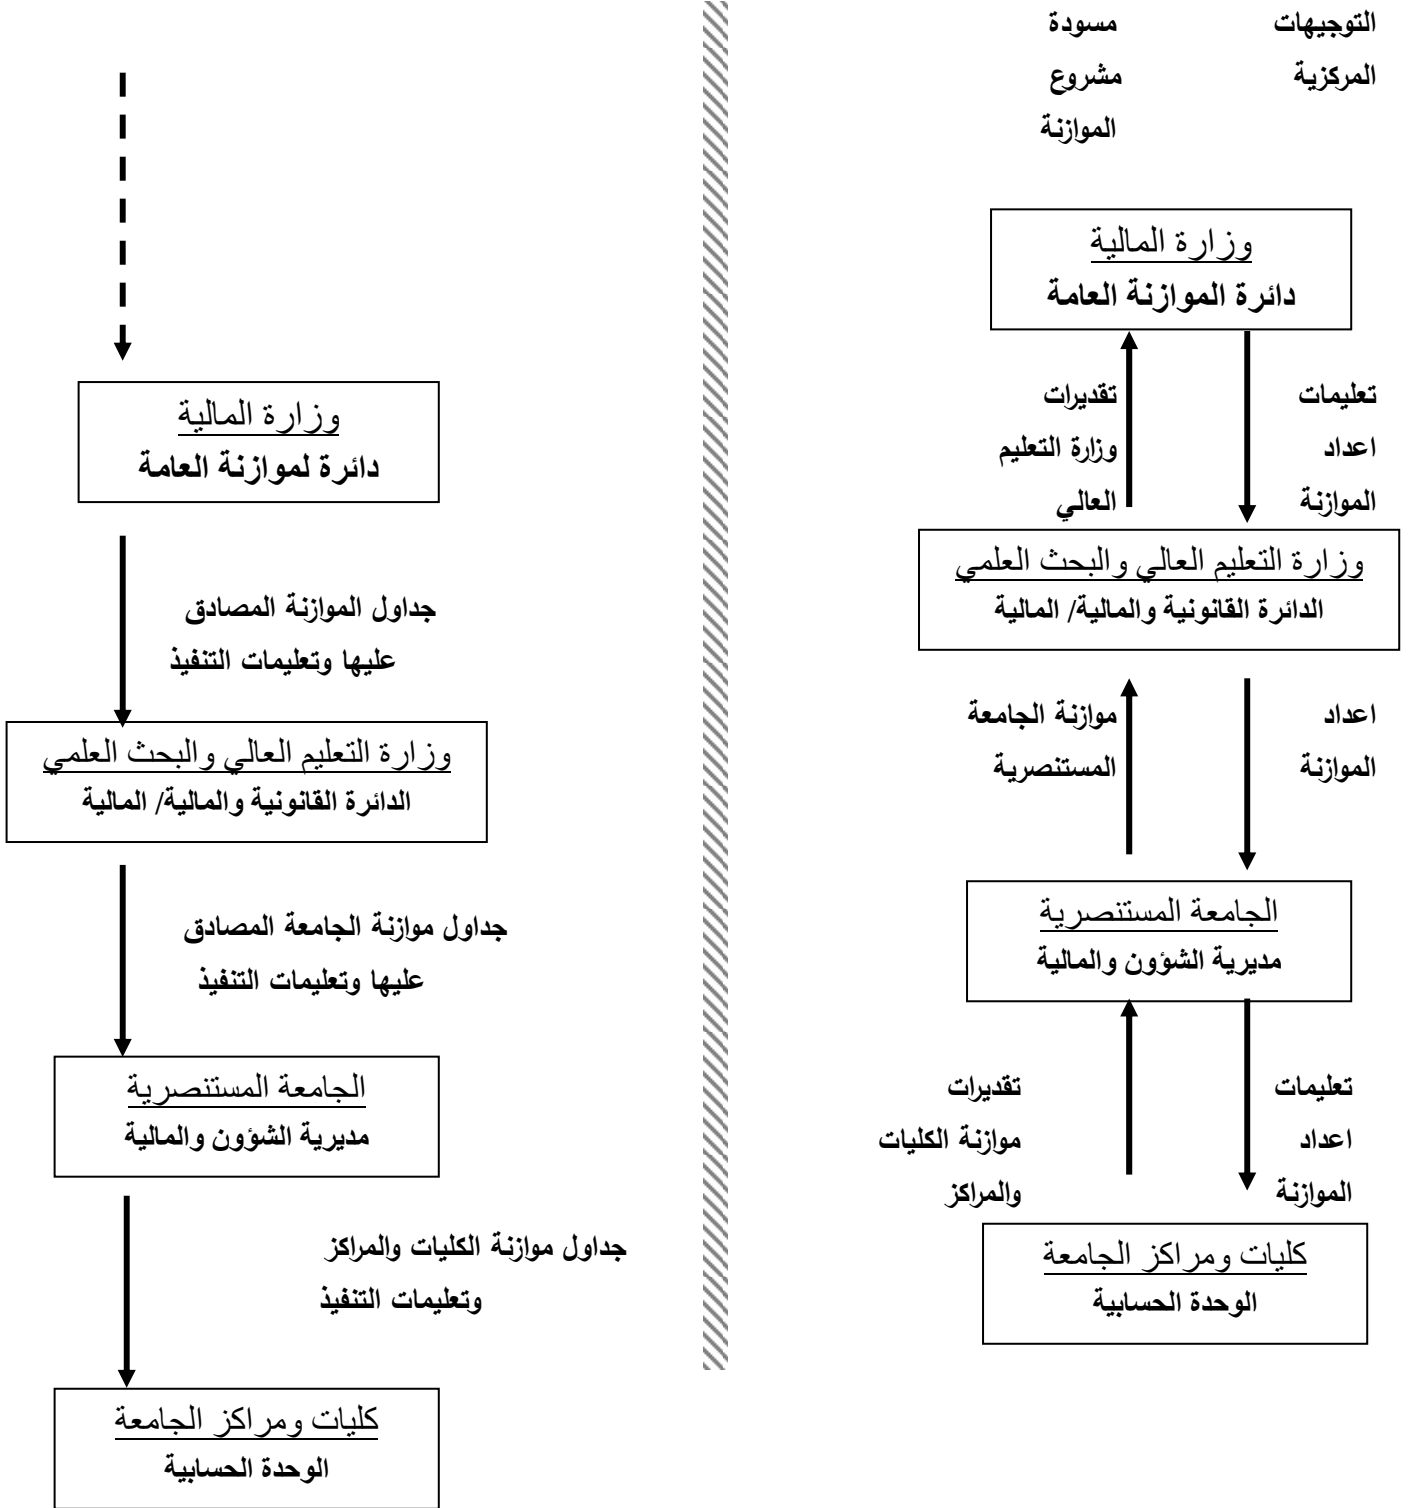 التوجيهات
المركزية
مسودة
مشروع
الموازنة
وزارة المالية
دائرة الموازنة العامة
تعليمات
اعداد
الموازنة
تقديرات
وزارة التعليم
العالي
وزارة التعليم العالي والبحث العلمي
الدائرة القانونية والمالية/ المالية
اعداد
الموازنة
موازنة الجامعة
المستنصرية
الجامعة المستنصرية
مديرية الشؤون والمالية
تعليمات
اعداد
الموازنة
تقديرات
موازنة الكليات
والمراكز
كليات ومراكز الجامعة
الوحدة الحسابية
وزارة المالية
دائرة لموازنة العامة
جداول الموازنة المصادق
عليها وتعليمات التنفيذ
وزارة التعليم العالي والبحث العلمي
الدائرة القانونية والمالية/ المالية
جداول موازنة الجامعة المصادق
عليها وتعليمات التنفيذ
الجامعة المستنصرية
مديرية الشؤون والمالية
جداول موازنة الكليات والمراكز
وتعليمات التنفيذ
كليات ومراكز الجامعة
الوحدة الحسابية